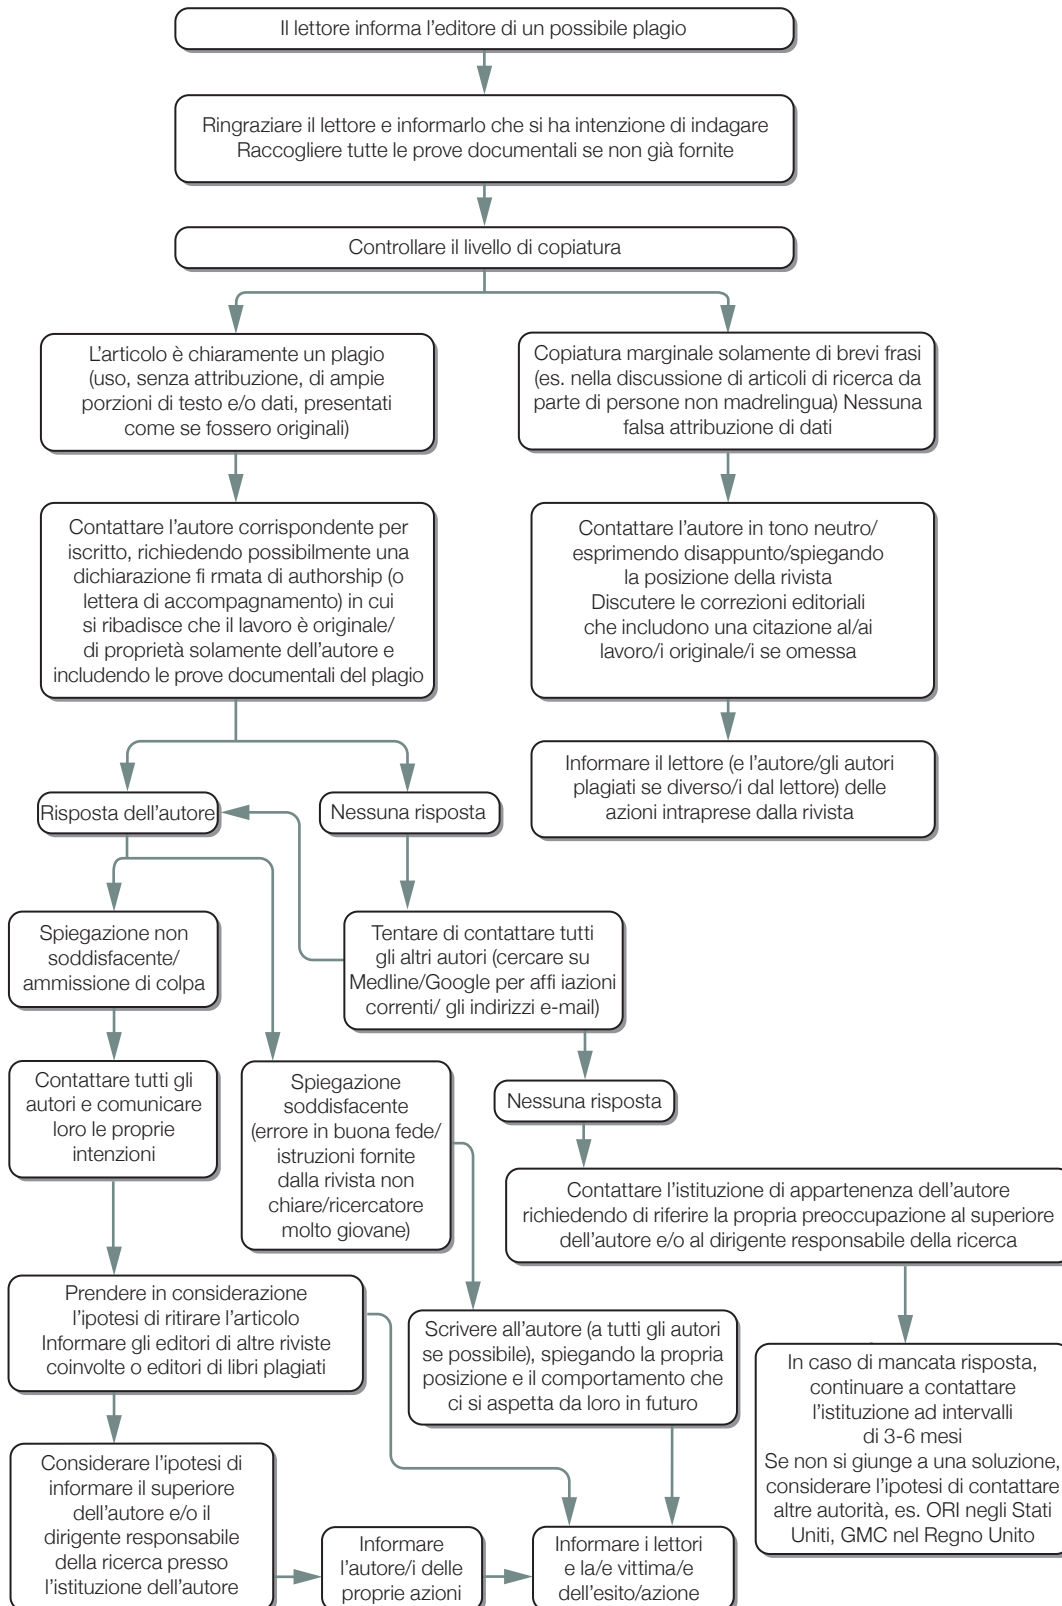 Il lettore informa l'editore di un possibile plagio
Ringraziare il lettore e informarlo che si ha intenzione di indagare
Raccogliere tutte le prove documentali se non già fornite
Controllare il livello di copiatura
L'articolo è chiaramente un plagio
(uso, senza attribuzione, di ampie
porzioni di testo e/o dati, presentati
come se fossero originali)
Copiatura marginale solamente di brevi frasi
(es. nella discussione di articoli di ricerca da
parte di persone non madrelingua) Nessuna
falsa attribuzione di dati
Contattare l'autore corrispondente per
iscritto, richiedendo possibilmente una
dichiarazione fi rmata di authorship (o
lettera di accompagnamento) in cui
si ribadisce che il lavoro è originale/
di proprietà solamente dell'autore e
includendo le prove documentali del plagio
Contattare l'autore in tono neutro/
esprimendo disappunto/spiegando
la posizione della rivista
Discutere le correzioni editoriali
che includono una citazione al/ai
lavoro/i originale/i se omessa
Informare il lettore (e l'autore/gli autori
plagiati se diverso/i dal lettore) delle
azioni intraprese dalla rivista
Risposta dell'autore
Nessuna risposta
Spiegazione non
soddisfacente/
ammissione di colpa
Tentare di contattare tutti
gli altri autori (cercare su
Medline/Google per affi iazioni
correnti/ gli indirizzi e-mail)
Contattare tutti gli
autori e comunicare
loro le proprie
intenzioni
Spiegazione
soddisfacente
(errore in buona fede/
istruzioni fornite
dalla rivista non
chiare/ricercatore
molto giovane)
Nessuna risposta
Contattare l'istituzione di appartenenza dell'autore
richiedendo di riferire la propria preoccupazione al superiore
dell'autore e/o al dirigente responsabile della ricerca
Prendere in considerazione
l'ipotesi di ritirare l'articolo
Informare gli editori di altre riviste
coinvolte o editori di libri plagiati
Scrivere all'autore (a tutti gli autori
se possibile), spiegando la propria
posizione e il comportamento che
ci si aspetta da loro in futuro
In caso di mancata risposta,
continuare a contattare
l'istituzione ad intervalli
di 3-6 mesi
Se non si giunge a una soluzione,
considerare l'ipotesi di contattare
altre autorità, es. ORI negli Stati
Uniti, GMC nel Regno Unito
Considerare l'ipotesi di
informare il superiore
dell'autore e/o il
dirigente responsabile
della ricerca presso
l'istituzione dell'autore
Informare
l'autore/i delle
proprie azioni
Informare i lettori
e la/e vittima/e
dell'esito/azione